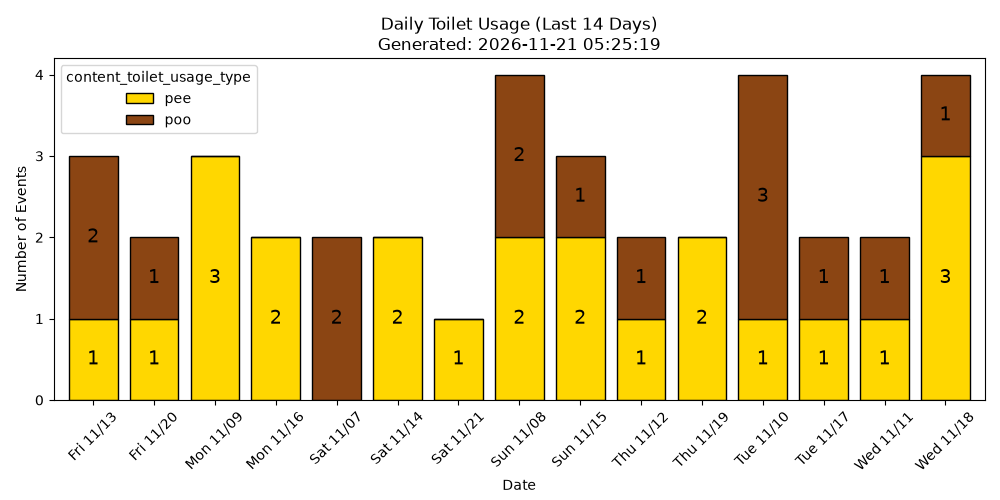 Daily Toilet Usage (Last 14 Days)
Generated: 2026-11-21 05:25:19
content_toilet_usage_type
pee
poo
Number of Events
4
3
2
1
0
2
1
1
1
3
2
2
2
1
2
2
1
2
1
1
2
3
1
1
1
1
1
1
3
Fri 11/13
Fri 11/20
Mon 11/09
Mon 11/16
Sat 11/07
Sat 11/14
Sat 11/21
Sun 11/08
Sun 11/15
Thu 11/12
Thu 11/19
Tue 11/10
Tue 11/17
Wed 11/11
Wed 11/18
Date